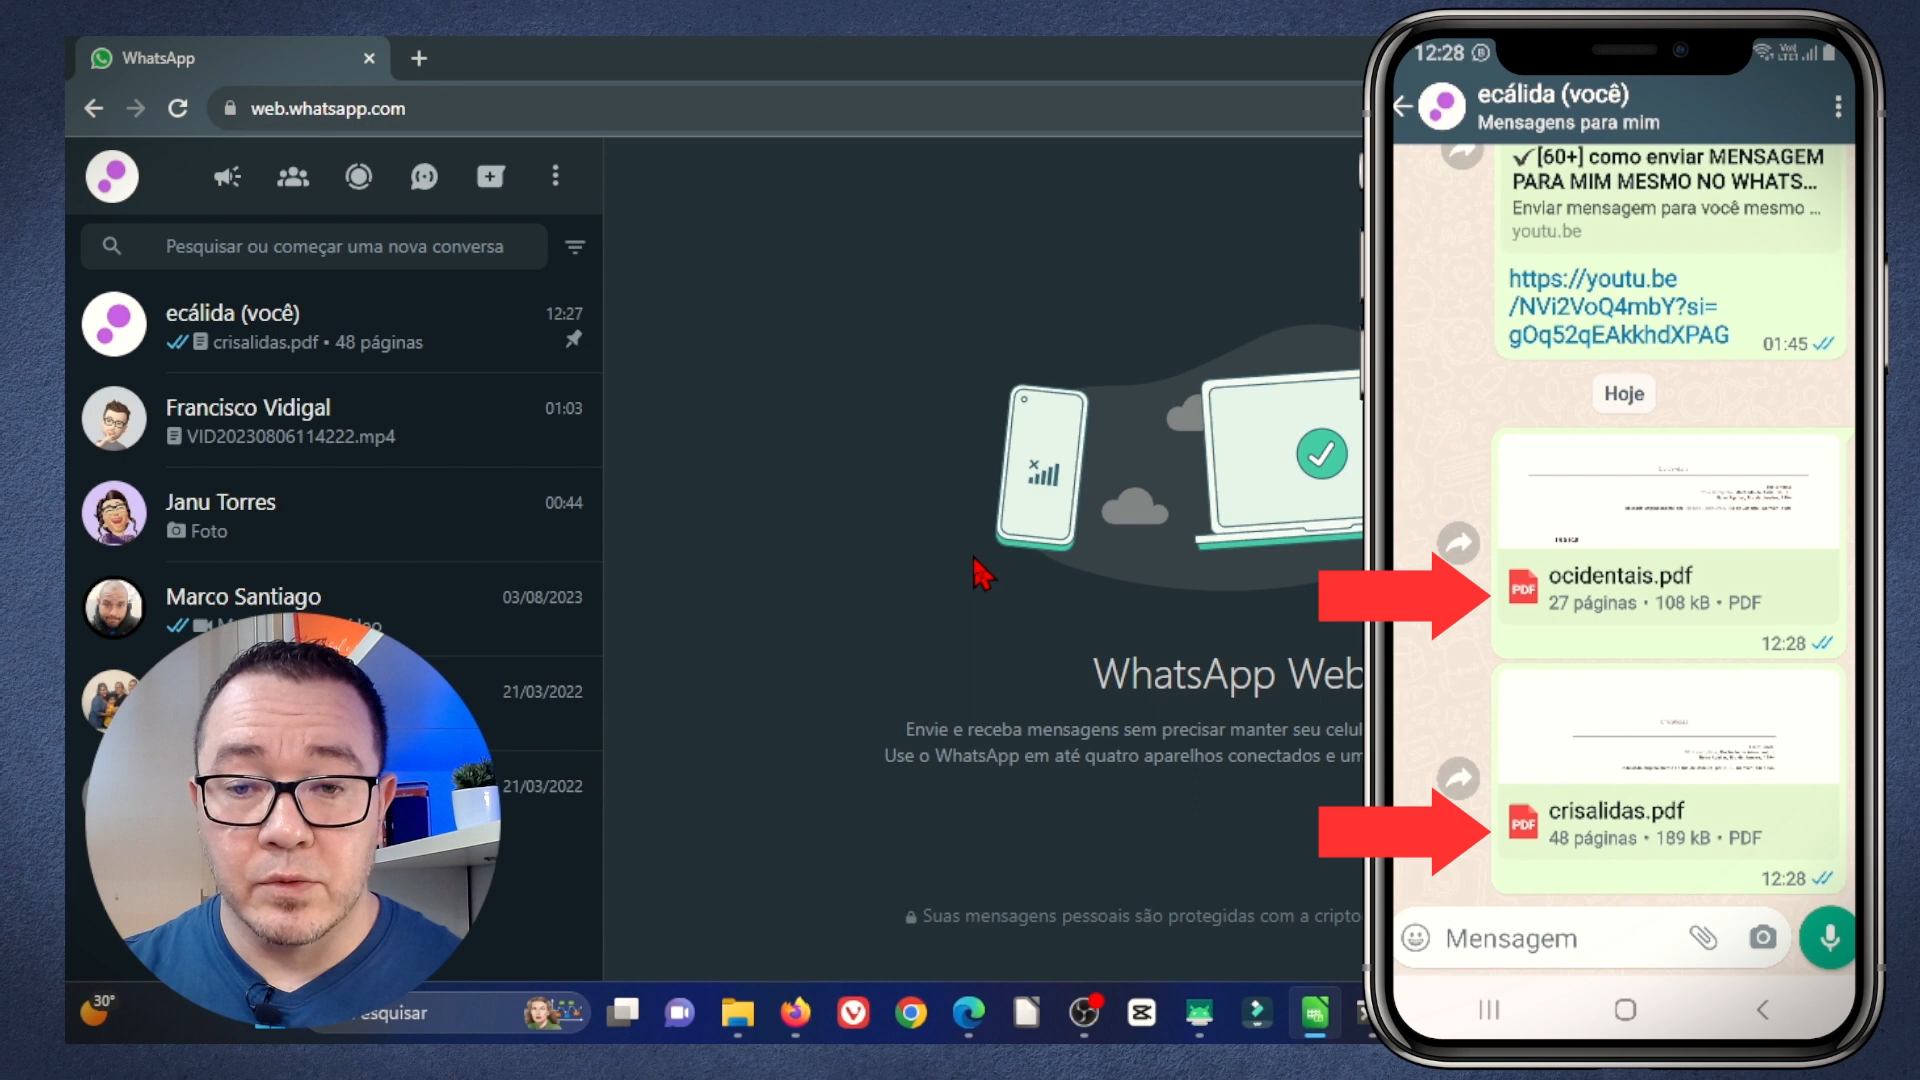 WhatsApp
web.whatsapp.com
Pesquisar ou começar uma nova conversa
ecálida (você)
12:27
crisalidas.pdf • 48 páginas
Francisco Vidigal
01:03
VID20230806114222.mp4
Janu Torres
00:44
Foto
Marco Santiago
03/08/2023
21/03/2022
21/03/2022
WhatsApp Web
Envie e receba mensagens sem precisar manter seu celul
Use o WhatsApp em até quatro aparelhos conectados e um
Suas mensagens pessoais são protegidas com a cripto
30°
esquisar
12:28
ecálida (você)
Mensagens para mim
✓[60+] como enviar MENSAGEM
PARA MIM MESMO NO WHATS...
Enviar mensagem para você mesmo ...
youtu.be
https://youtu.be
/NVi2VoQ4mbY?si=
gOq52qEAkkhdXPAG
01:45
Hoje
PDF
ocidentais.pdf
27 páginas • 108 kB • PDF
12:28
PDF
crisalidas.pdf
48 páginas • 189 kB • PDF
12:28
Mensagem